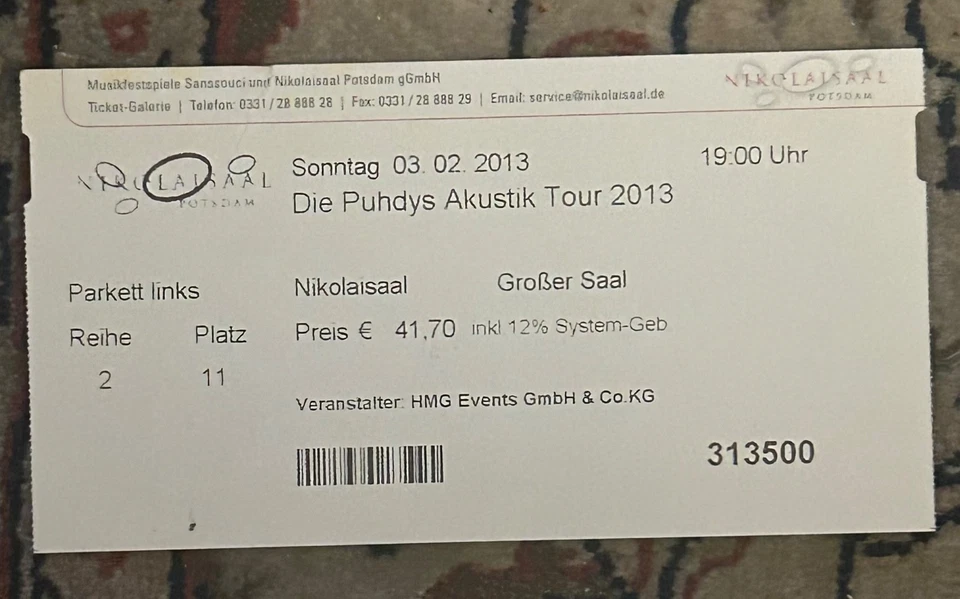 Musikfestspiele Sanssouci und Nikolaisaal Potsdam gGmbH
Ticket-Galerie | Telefon: 0331 / 28 888 28 | Fax: 0331 / 28 888 29 | Email: service@nikolaisaal.de
NIKOLAISAAL
POTSDAM
NIKOLAISAAL
POTSDAM
Sonntag 03. 02. 2013 19:00 Uhr
Die Puhdys Akustik Tour 2013
Parkett links Nikolaisaal Großer Saal
Reihe Platz Preis € 41,70 inkl 12% System-Geb
2 11
Veranstalter: HMG Events GmbH & Co.KG
313500